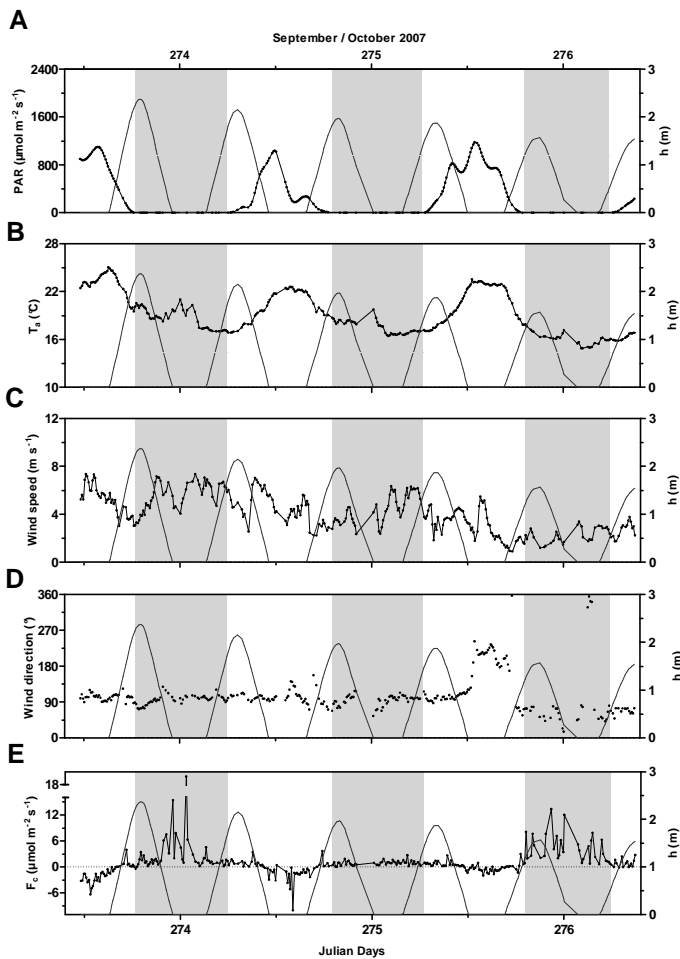 A
September / October 2007
274 275 276
2400
1600
800
0
PAR (µmol m⁻² s⁻¹)
3
2
1
0
h (m)
B
28
22
16
10
Tₐ (°C)
3
2
1
0
h (m)
C
12
8
4
0
Wind speed (m s⁻¹)
3
2
1
0
h (m)
D
360
270
180
90
0
Wind direction (°)
3
2
1
0
h (m)
E
18
12
6
0
-6
F꜀ (µmol m⁻² s⁻¹)
3
2
1
0
h (m)
274 275 276
Julian Days